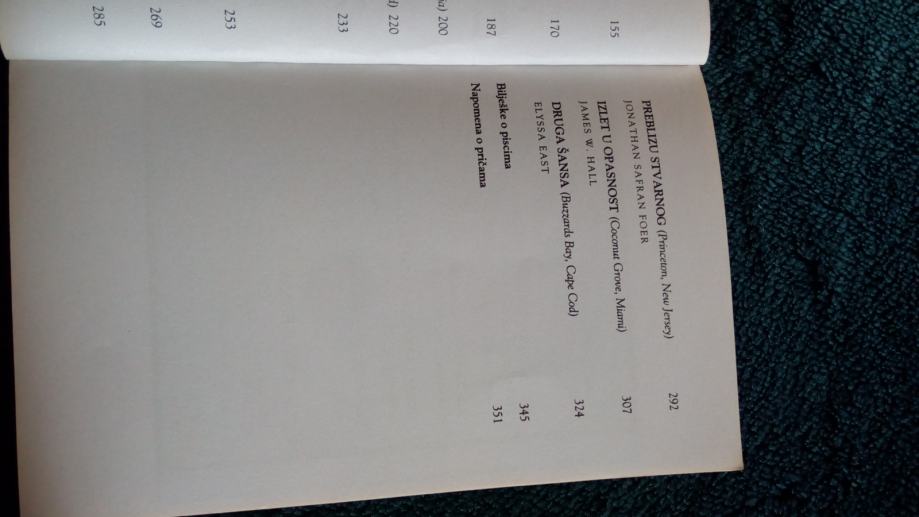 155
170
187
200
220
233
253
269
285
PREBLIZU STVARNOG (Princeton, New Jersey) 292
JONATHAN SAFRAN FOER
IZLET U OPASNOST (Coconut Grove, Miami) 307
JAMES W. HALL
DRUGA ŠANSA (Buzzards Bay, Cape Cod) 324
ELYSSA EAST
Bilješke o piscima 345
Napomena o pričama 351